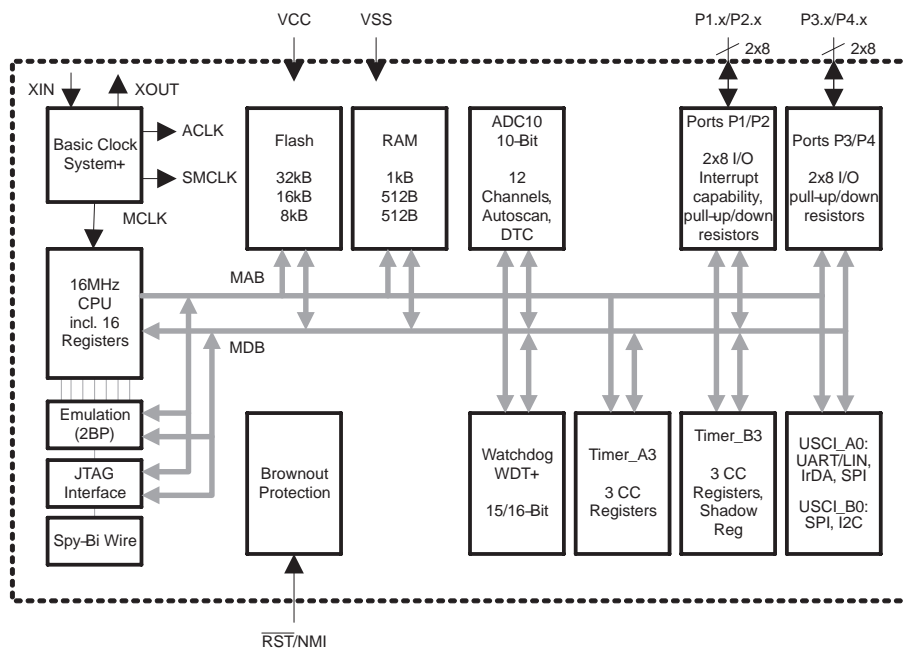 VCC
VSS
P1.x/P2.x
P3.x/P4.x
2x8
2x8
XIN
XOUT
Basic Clock
System+
ACLK
SMCLK
MCLK
Flash
32kB
16kB
8kB
RAM
1kB
512B
512B
ADC10
10-Bit
12
Channels,
Autoscan,
DTC
Ports P1/P2
2x8 I/O
Interrupt
capability,
pull-up/down
resistors
Ports P3/P4
2x8 I/O
pull-up/down
resistors
16MHz
CPU
incl. 16
Registers
MAB
MDB
Emulation
(2BP)
JTAG
Interface
Spy-Bi Wire
Brownout
Protection
Watchdog
WDT+
15/16-Bit
Timer_A3
3 CC
Registers
Timer_B3
3 CC
Registers,
Shadow
Reg
USCI_A0:
UART/LIN,
IrDA, SPI
USCI_B0:
SPI, I2C
RST/NMI